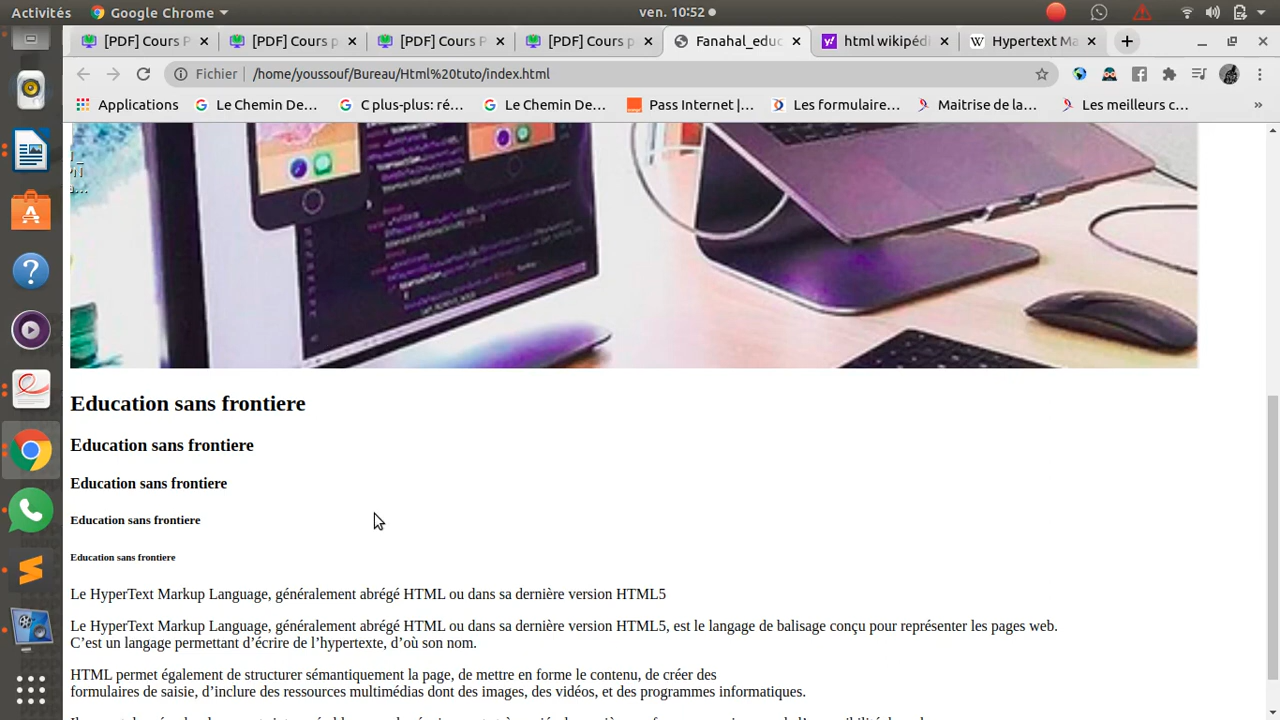 Activités
Google Chrome
ven. 10:52
[PDF] Cours P
[PDF] Cours p
[PDF] Cours P
[PDF] Cours p
Fanahal_educ
html wikipédi
Hypertext Ma
Fichier
/home/youssouf/Bureau/Html%20tuto/index.html
Applications
Le Chemin De...
C plus-plus: ré...
Le Chemin De...
Pass Internet |...
Les formulaire...
Maitrise de la...
Les meilleurs c...
»
Education sans frontiere
Education sans frontiere
Education sans frontiere
Education sans frontiere
Education sans frontiere
Le HyperText Markup Language, généralement abrégé HTML ou dans sa dernière version HTML5
Le HyperText Markup Language, généralement abrégé HTML ou dans sa dernière version HTML5, est le langage de balisage conçu pour représenter les pages web.
C’est un langage permettant d’écrire de l’hypertexte, d’où son nom.
HTML permet également de structurer sémantiquement la page, de mettre en forme le contenu, de créer des
formulaires de saisie, d’inclure des ressources multimédias dont des images, des vidéos, et des programmes informatiques.